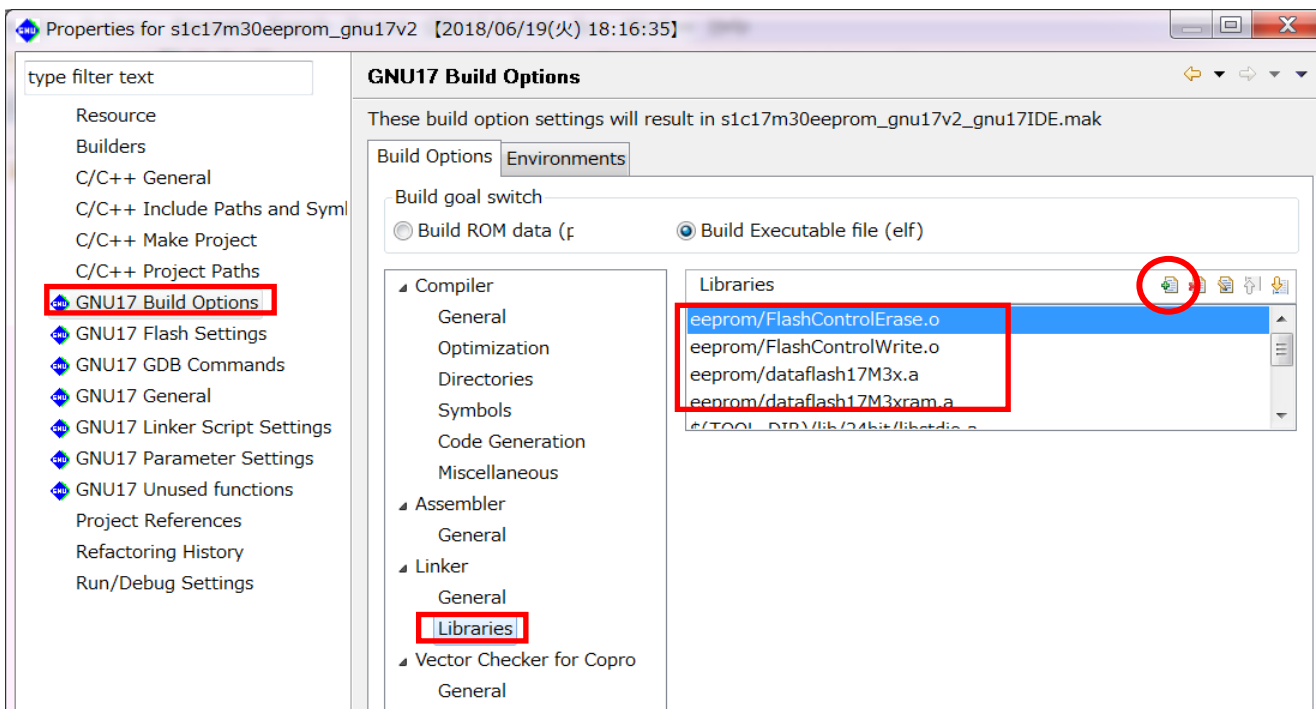 Properties for s1c17m30eeprom_gnu17v2 【2018/06/19(火) 18:16:35】
type filter text
Resource
Builders
C/C++ General
C/C++ Include Paths and Syml
C/C++ Make Project
C/C++ Project Paths
GNU17 Build Options
GNU17 Flash Settings
GNU17 GDB Commands
GNU17 General
GNU17 Linker Script Settings
GNU17 Parameter Settings
GNU17 Unused functions
Project References
Refactoring History
Run/Debug Settings
GNU17 Build Options
These build option settings will result in s1c17m30eeprom_gnu17v2_gnu17IDE.mak
Build Options Environments
Build goal switch
Build ROM data (p Build Executable file (elf)
Compiler
General
Optimization
Directories
Symbols
Code Generation
Miscellaneous
Assembler
General
Linker
General
Libraries
Vector Checker for Copro
General
Libraries
eeprom/FlashControlErase.o
eeprom/FlashControlWrite.o
eeprom/dataflash17M3x.a
eeprom/dataflash17M3xram.a
$(TOOL_DIR)/lib/24bit/libstdio.a